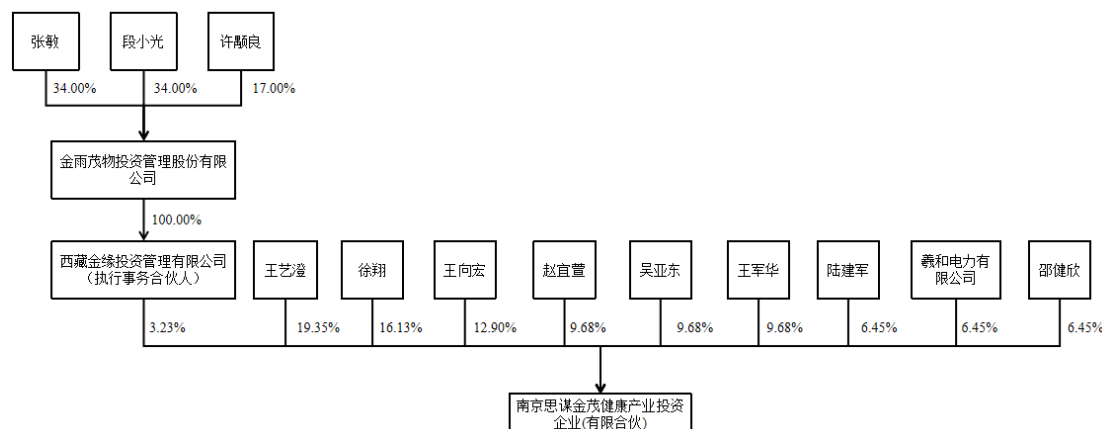 张敏
段小光
许颙良
34.00%
34.00%
17.00%
金雨茂物投资管理股份有限
公司
100.00%
西藏金缘投资管理有限公司
（执行事务合伙人）
王艺澄
徐翔
王向宏
赵宜萱
吴亚东
王军华
陆建军
羲和电力有
限公司
邵健欣
3.23%
19.35%
16.13%
12.90%
9.68%
9.68%
9.68%
6.45%
6.45%
6.45%
南京思谋金茂健康产业投资
企业(有限合伙)